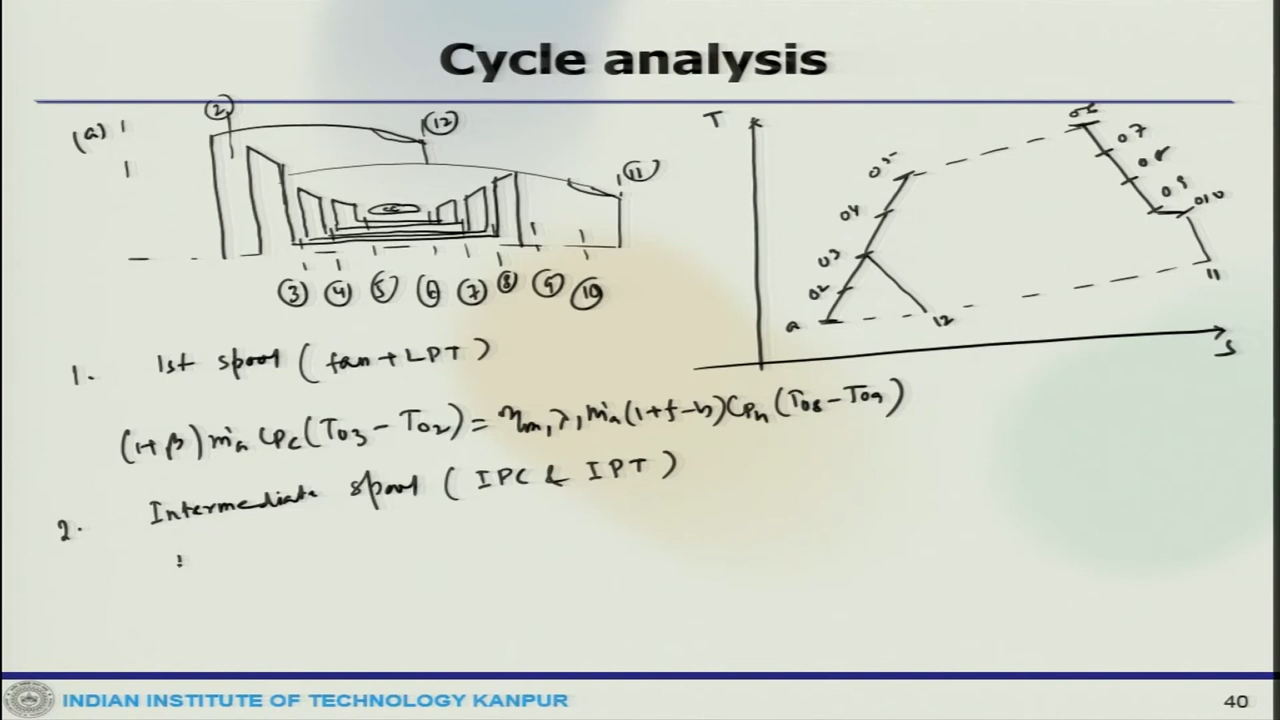 Cycle analysis
(a)
2
12
11
3 4 5 6 7 8 9 10
cc
T
05
04
03
02
a
12
06
07
08
09
010
11
S
1. 1st spool (fan + LPT)
(1+β)ṁa Cpc(T03 − T02) = ηm1 λ1 ṁa(1+f−b)Cph(T08 − T09)
2. Intermediate spool (IPC & IPT)
INDIAN INSTITUTE OF TECHNOLOGY KANPUR
40